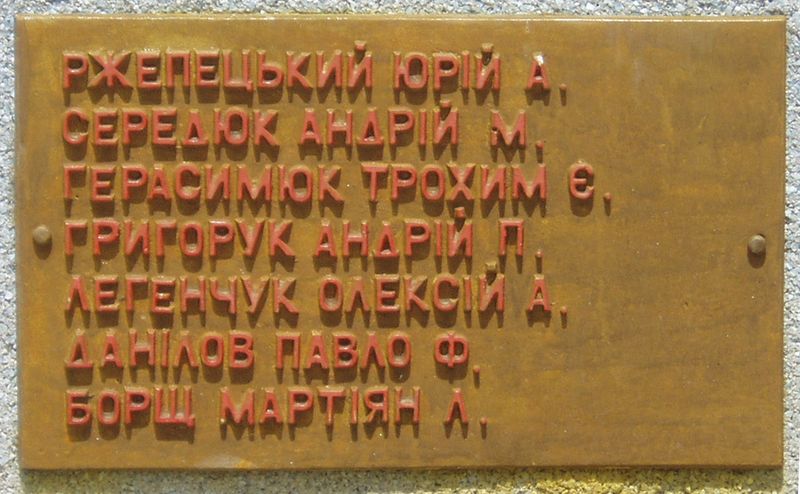 РЖЕПЕЦЬКИЙ ЮРІЙ А.
СЕРЕДЮК АНДРІЙ М.
ГЕРАСИМЮК ТРОХИМ Є.
ГРИГОРУК АНДРІЙ П.
ЛЕГЕНЧУК ОЛЕКСІЙ А.
ДАНІЛОВ ПАВЛО Ф.
БОРЩ МАРТІЯН Л.